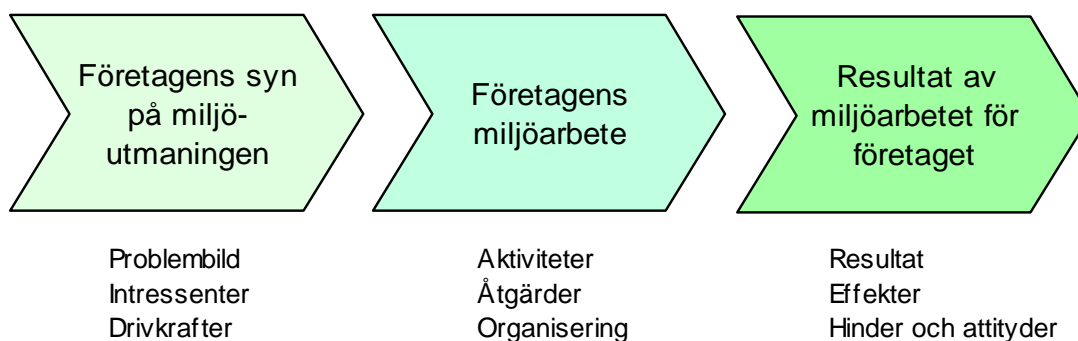 Företagens syn
på miljö-
utmaningen
Företagens
miljöarbete
Resultat av
miljöarbetet för
företaget
Problembild
Intressenter
Drivkrafter
Aktiviteter
Åtgärder
Organisering
Resultat
Effekter
Hinder och attityder